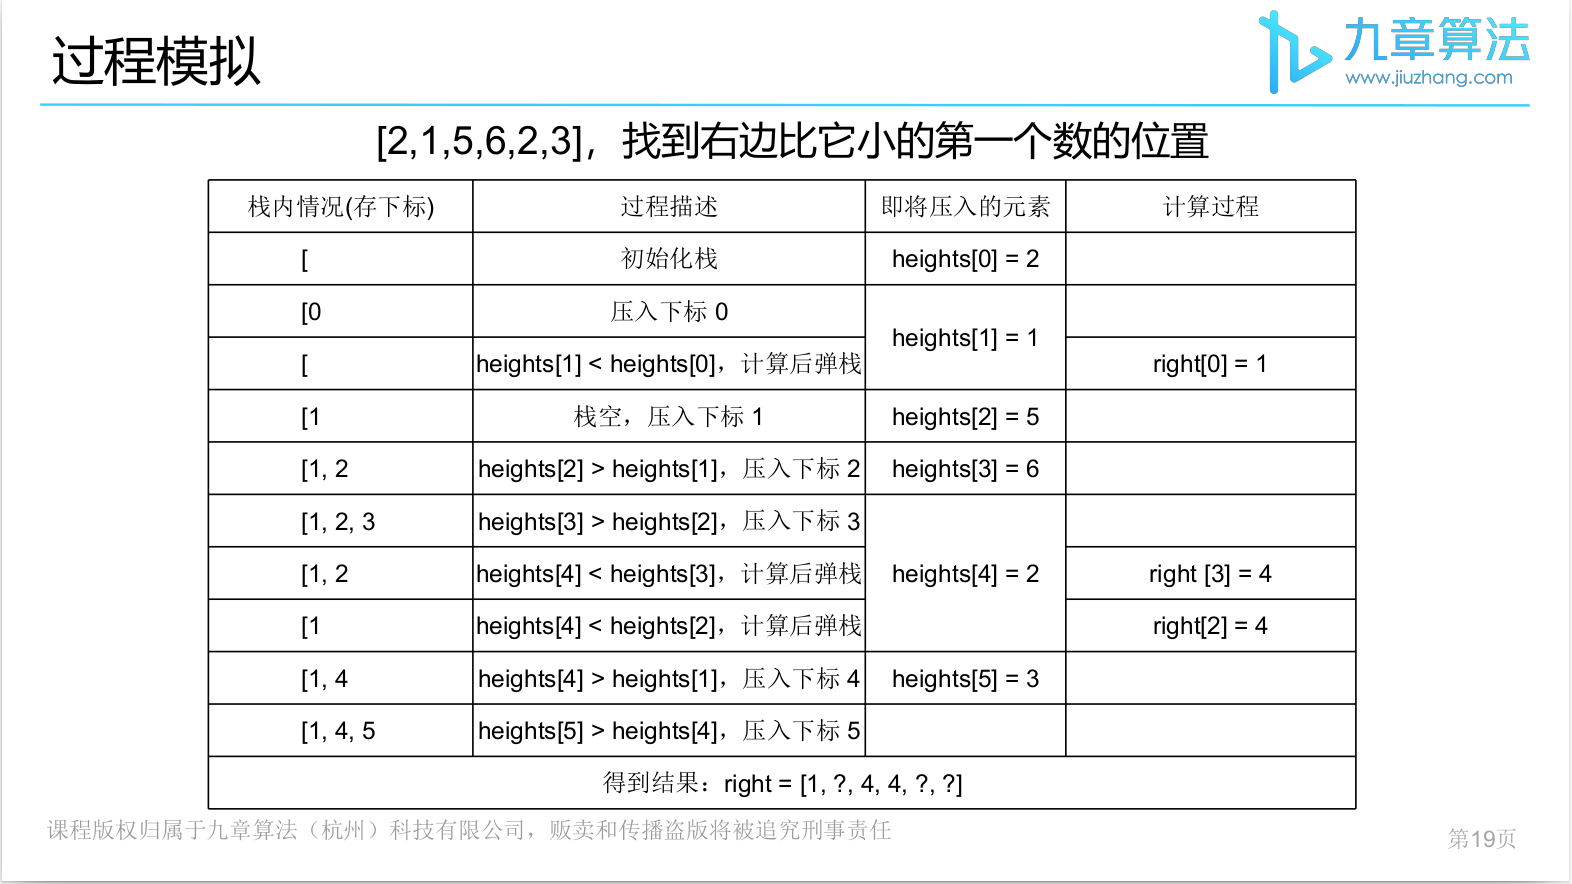 过程模拟
九章算法
www.jiuzhang.com
[2,1,5,6,2,3]，找到右边比它小的第一个数的位置
栈内情况(存下标) 过程描述 即将压入的元素 计算过程
[ 初始化栈 heights[0] = 2
[0 压入下标 0
heights[1] = 1
[ heights[1] < heights[0]，计算后弹栈 right[0] = 1
[1 栈空，压入下标 1 heights[2] = 5
[1, 2 heights[2] > heights[1]，压入下标 2 heights[3] = 6
[1, 2, 3 heights[3] > heights[2]，压入下标 3
[1, 2 heights[4] < heights[3]，计算后弹栈 heights[4] = 2 right [3] = 4
[1 heights[4] < heights[2]，计算后弹栈 right[2] = 4
[1, 4 heights[4] > heights[1]，压入下标 4 heights[5] = 3
[1, 4, 5 heights[5] > heights[4]，压入下标 5
得到结果：right = [1, ?, 4, 4, ?, ?]
课程版权归属于九章算法（杭州）科技有限公司，贩卖和传播盗版将被追究刑事责任
第19页